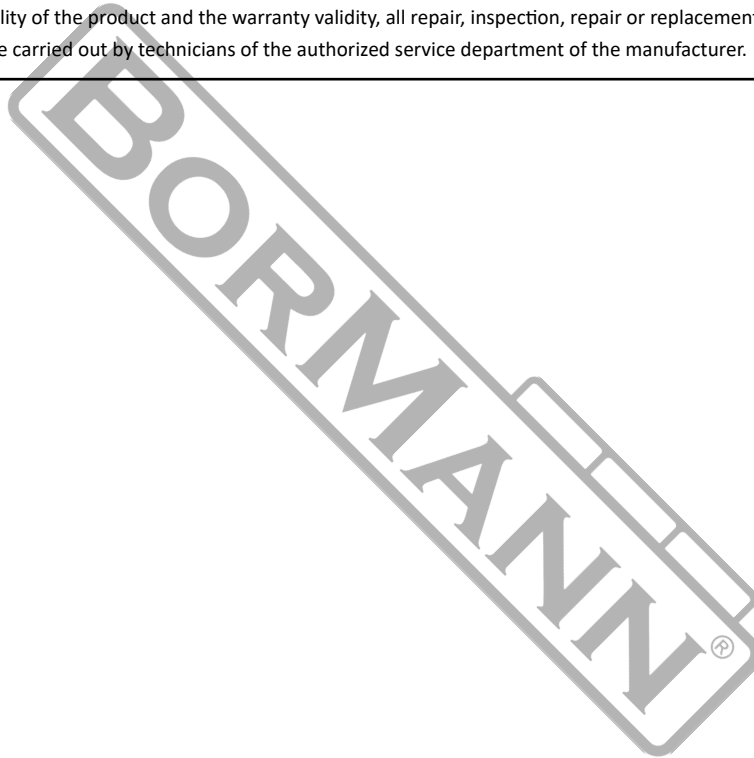 lity of the product and the warranty validity, all repair, inspection, repair or replacement
e carried out by technicians of the authorized service department of the manufacturer.
BORMANN®